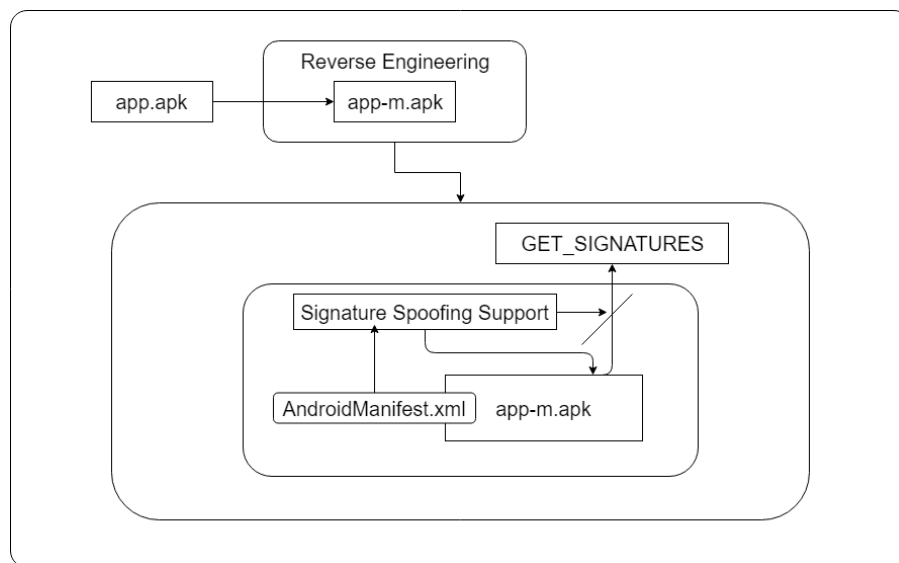 Reverse Engineering
app.apk
app-m.apk
GET_SIGNATURES
Signature Spoofing Support
AndroidManifest.xml
app-m.apk